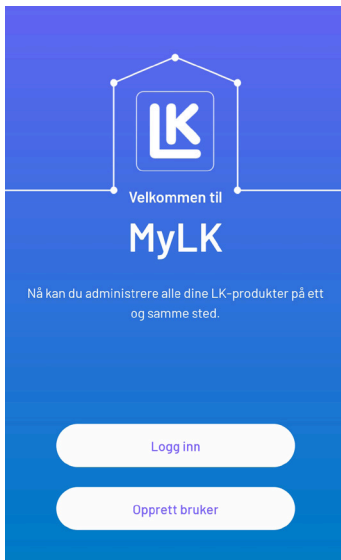 LK
Velkommen til
MyLK
Nå kan du administrere alle dine LK-produkter på ett
og samme sted.
Logg inn
Opprett bruker